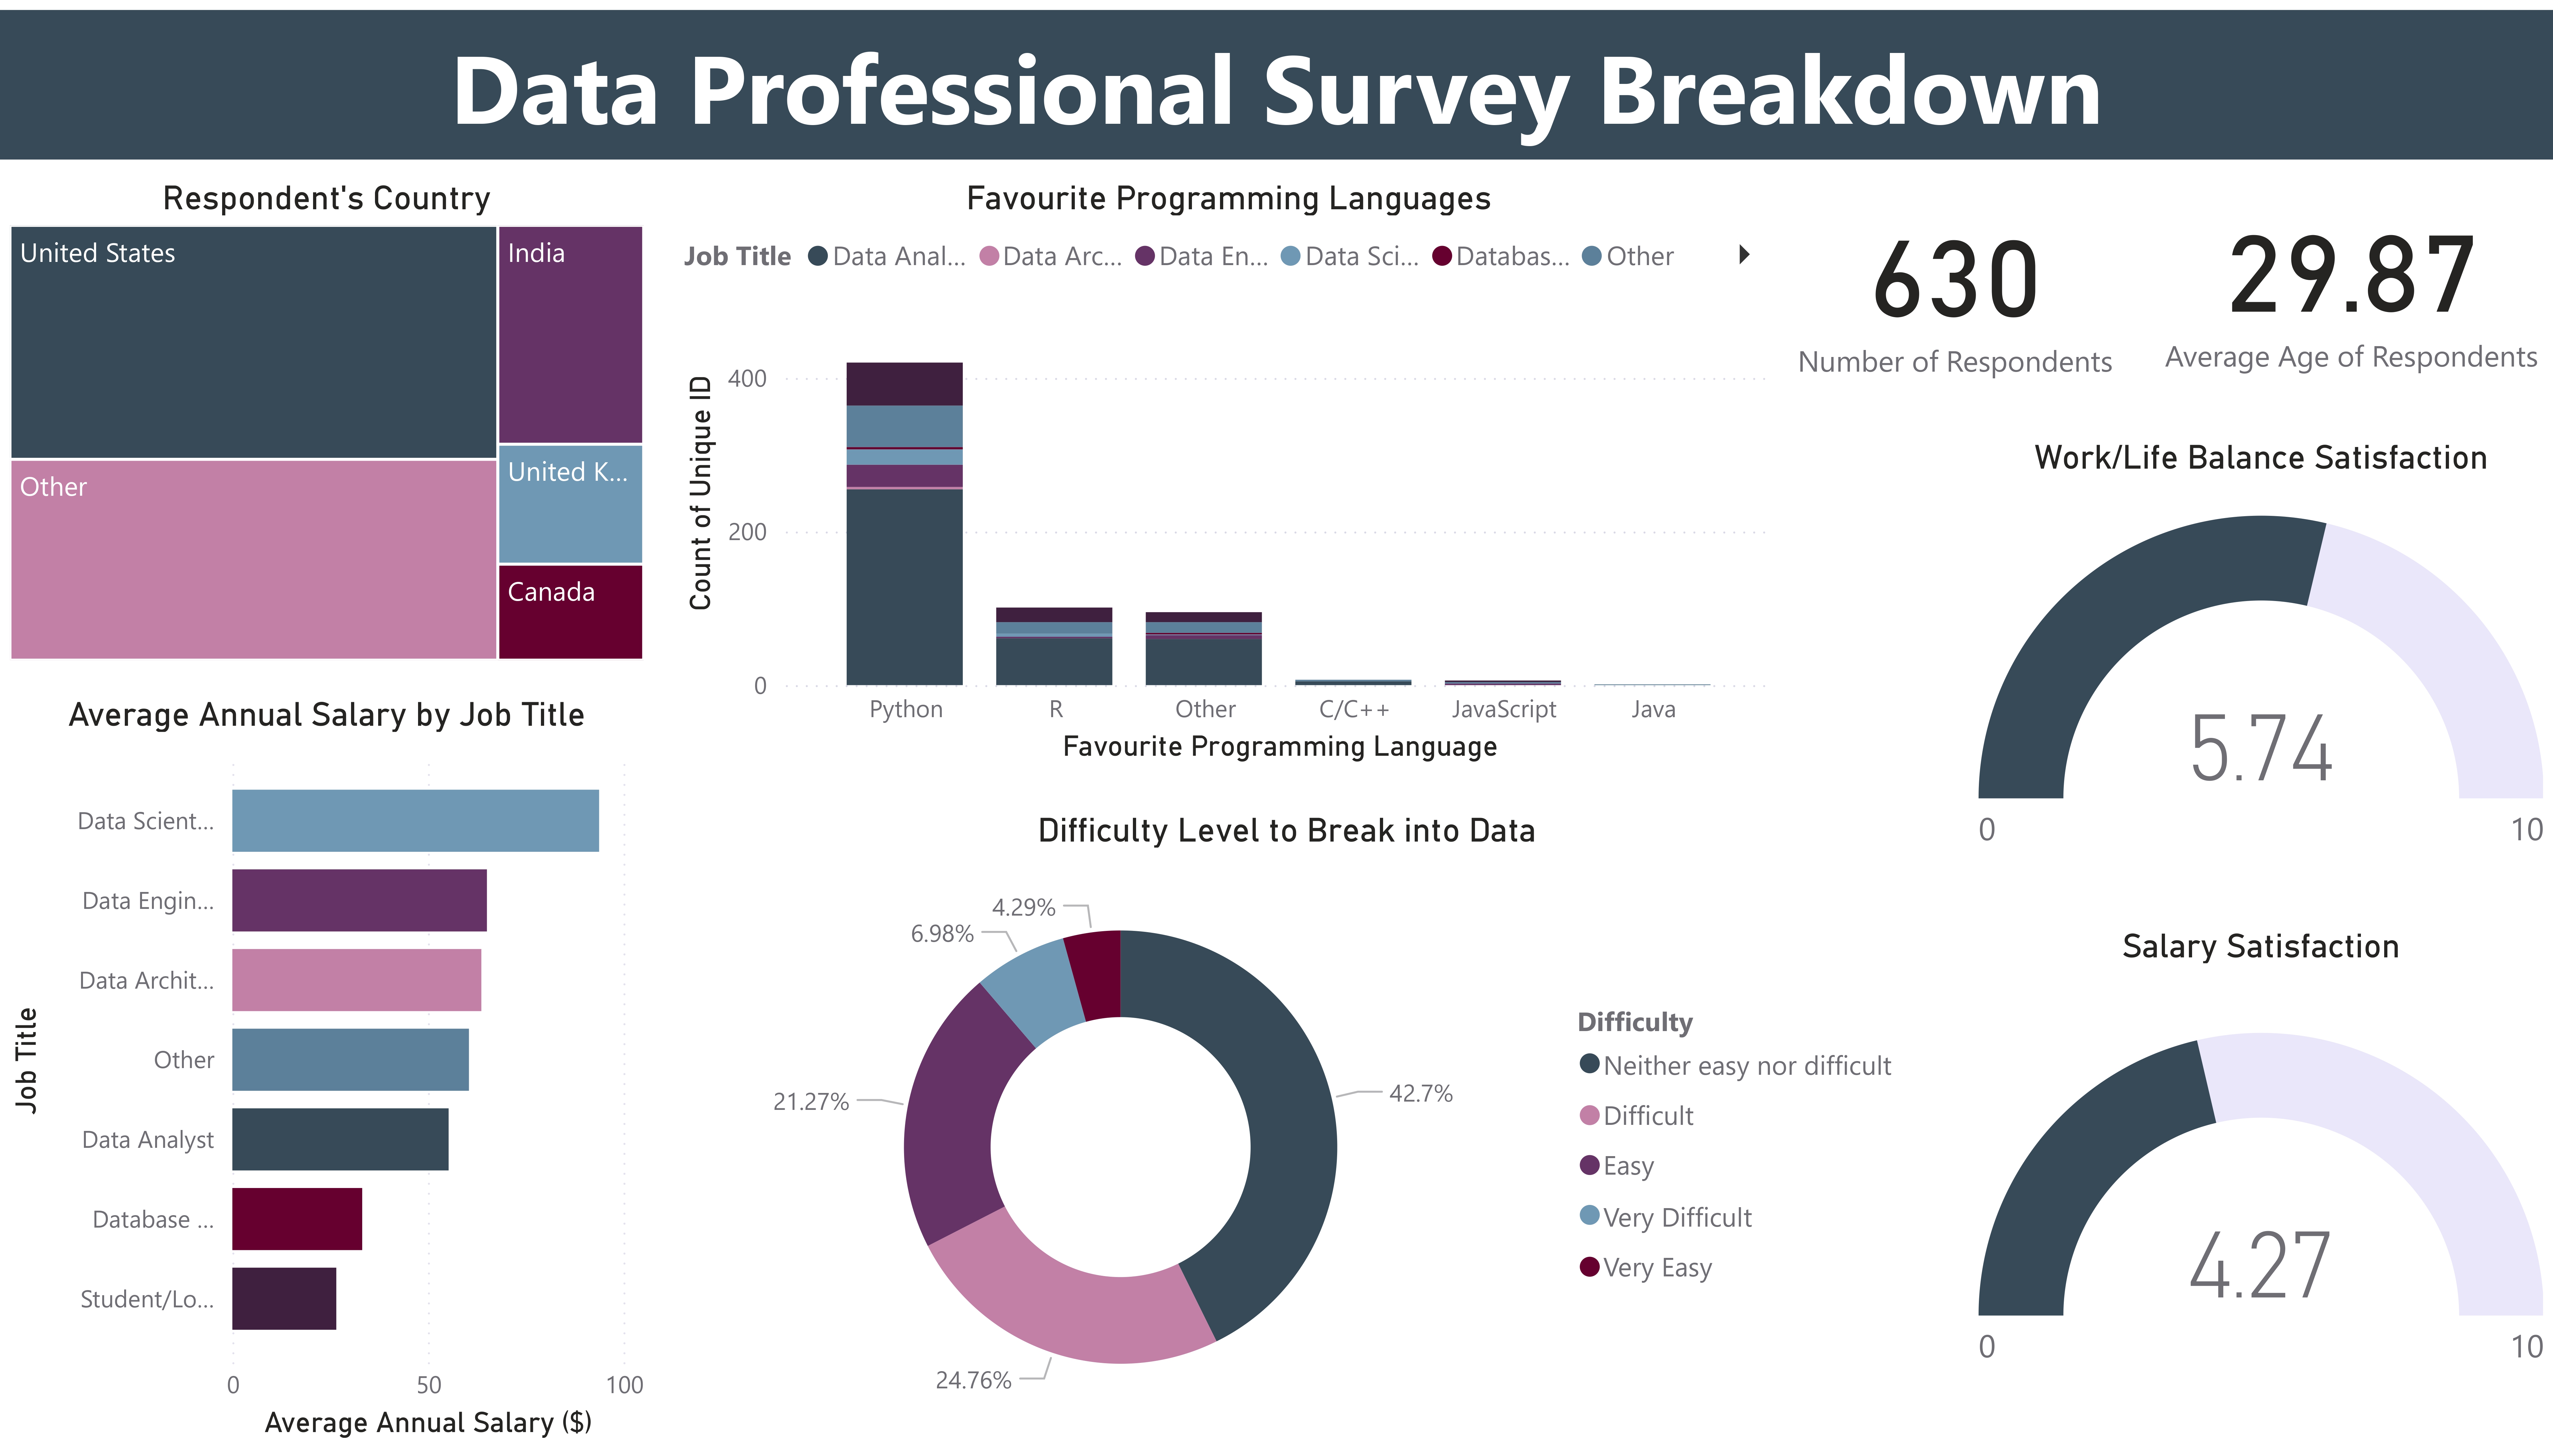 Data Professional Survey Breakdown
Respondent's Country
United States
India
Other
United K...
Canada
Favourite Programming Languages
Job Title Data Anal... Data Arc... Data En... Data Sci... Databas... Other
Count of Unique ID
400
200
0
Python R Other C/C++ JavaScript Java
Favourite Programming Language
630
Number of Respondents
29.87
Average Age of Respondents
Work/Life Balance Satisfaction
5.74
0 10
Average Annual Salary by Job Title
Job Title
Data Scient...
Data Engin...
Data Archit...
Other
Data Analyst
Database ...
Student/Lo...
0 50 100
Average Annual Salary ($)
Difficulty Level to Break into Data
4.29%
6.98%
21.27%
42.7%
24.76%
Difficulty
Neither easy nor difficult
Difficult
Easy
Very Difficult
Very Easy
Salary Satisfaction
4.27
0 10